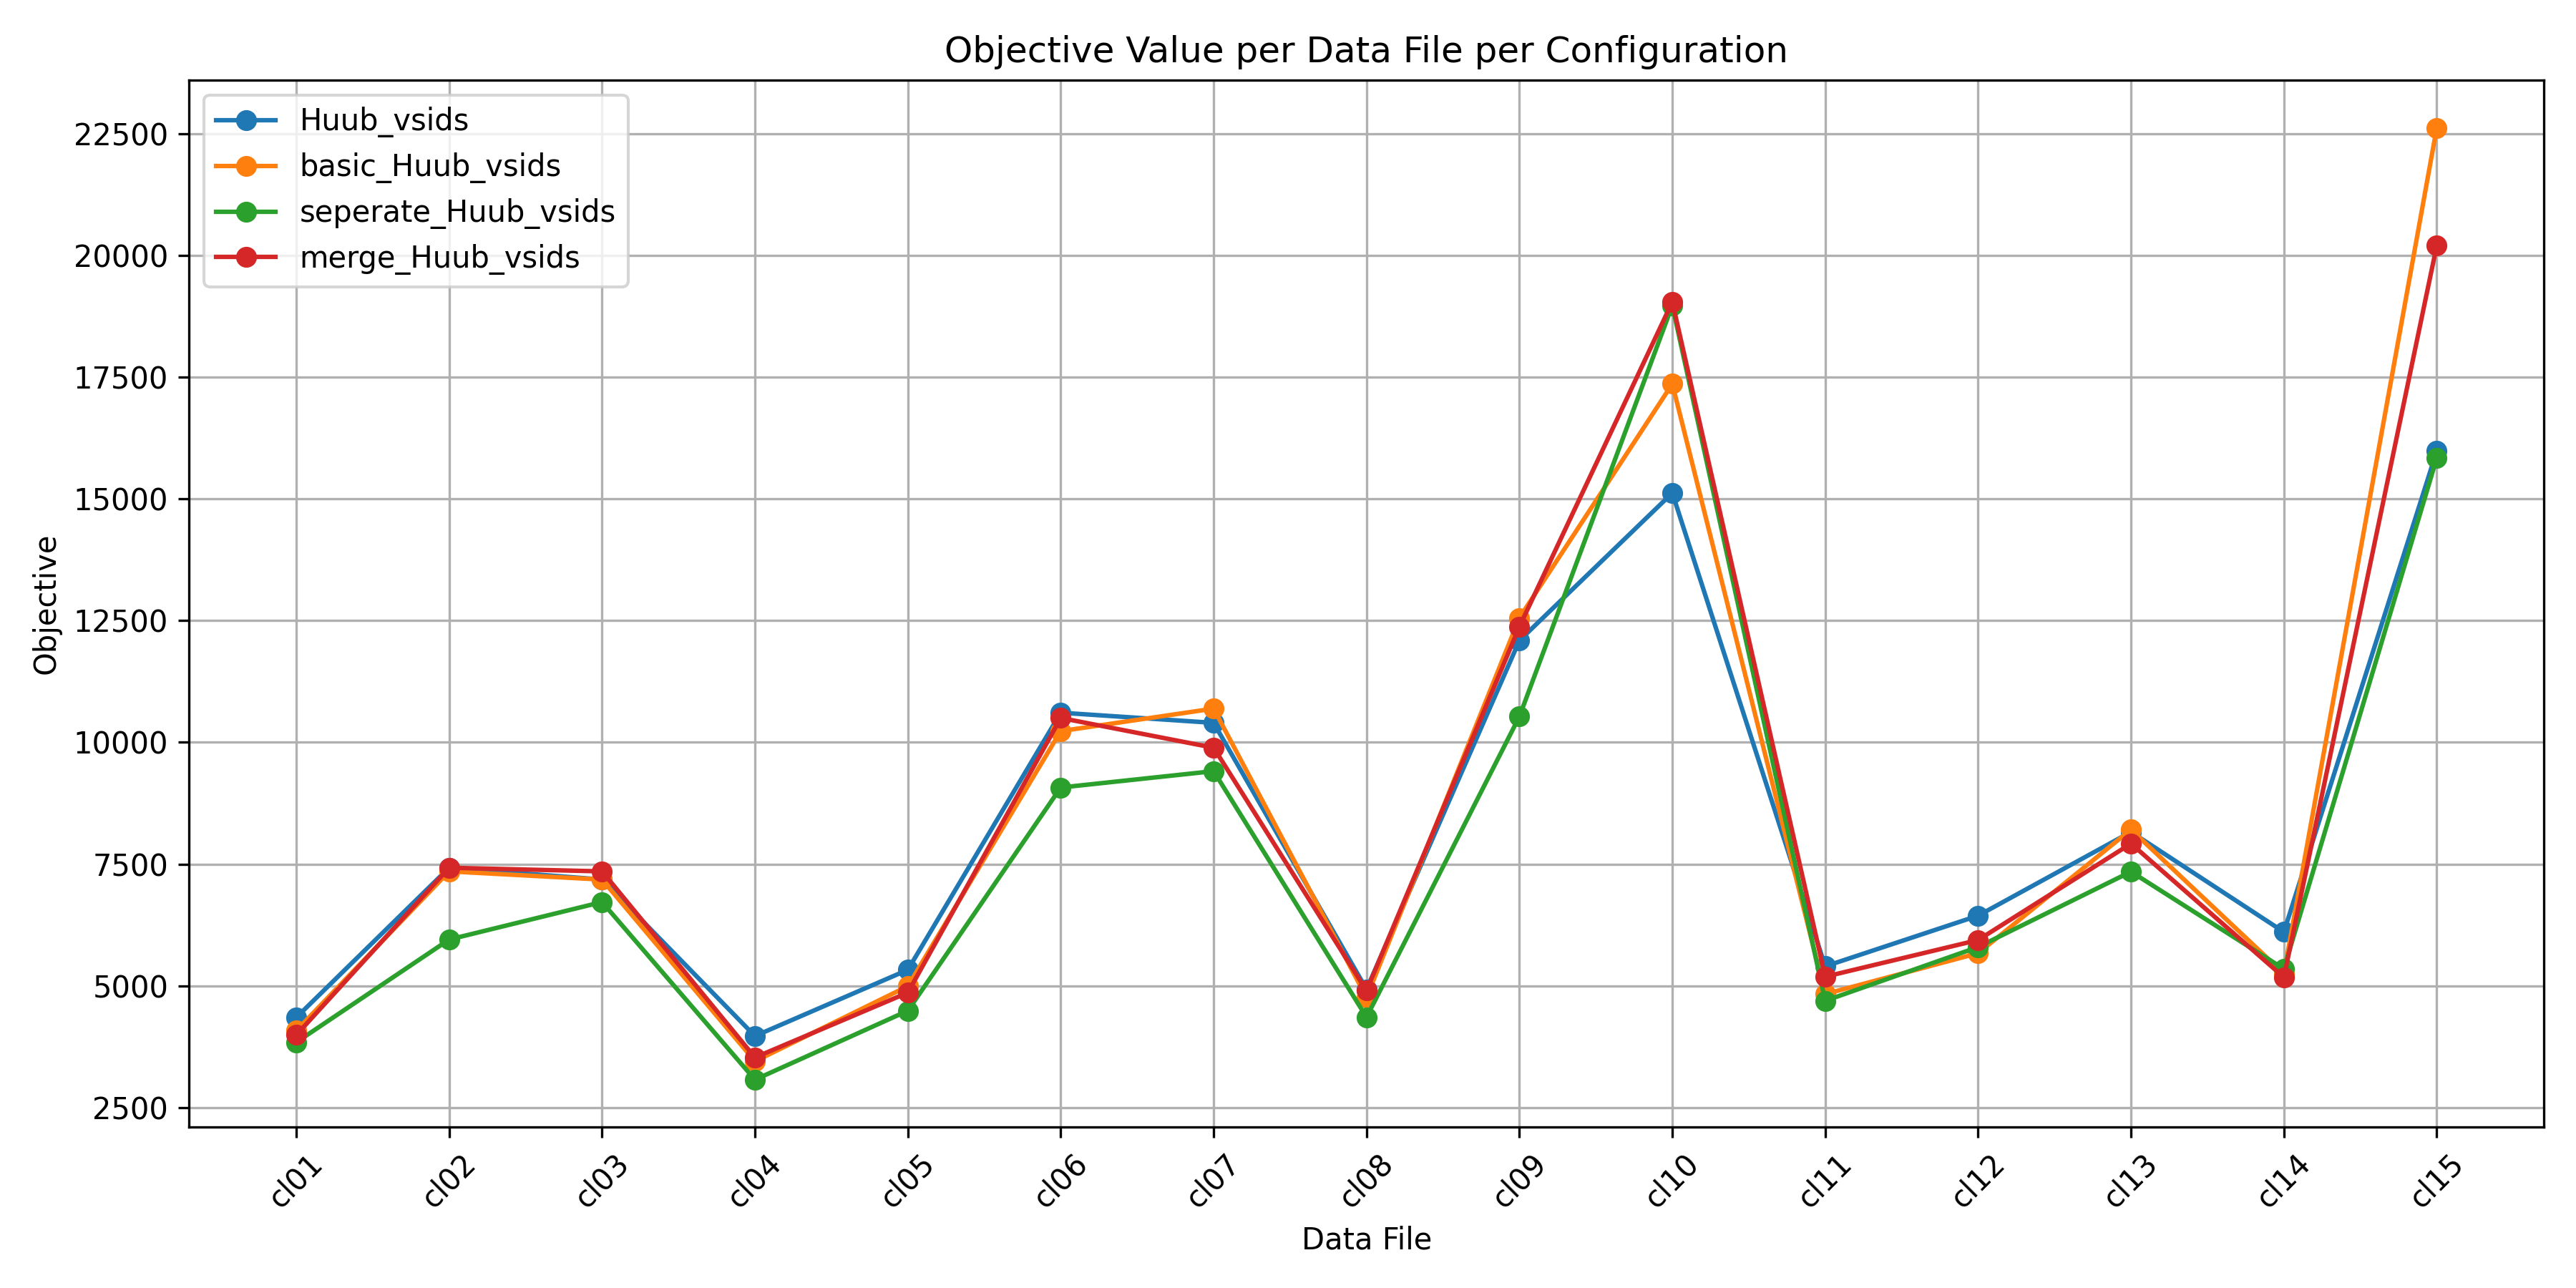 Objective Value per Data File per Configuration
Huub_vsids
basic_Huub_vsids
seperate_Huub_vsids
merge_Huub_vsids
22500
20000
17500
15000
12500
10000
7500
5000
2500
Objective
cl01
cl02
cl03
cl04
cl05
cl06
cl07
cl08
cl09
cl10
cl11
cl12
cl13
cl14
cl15
Data File